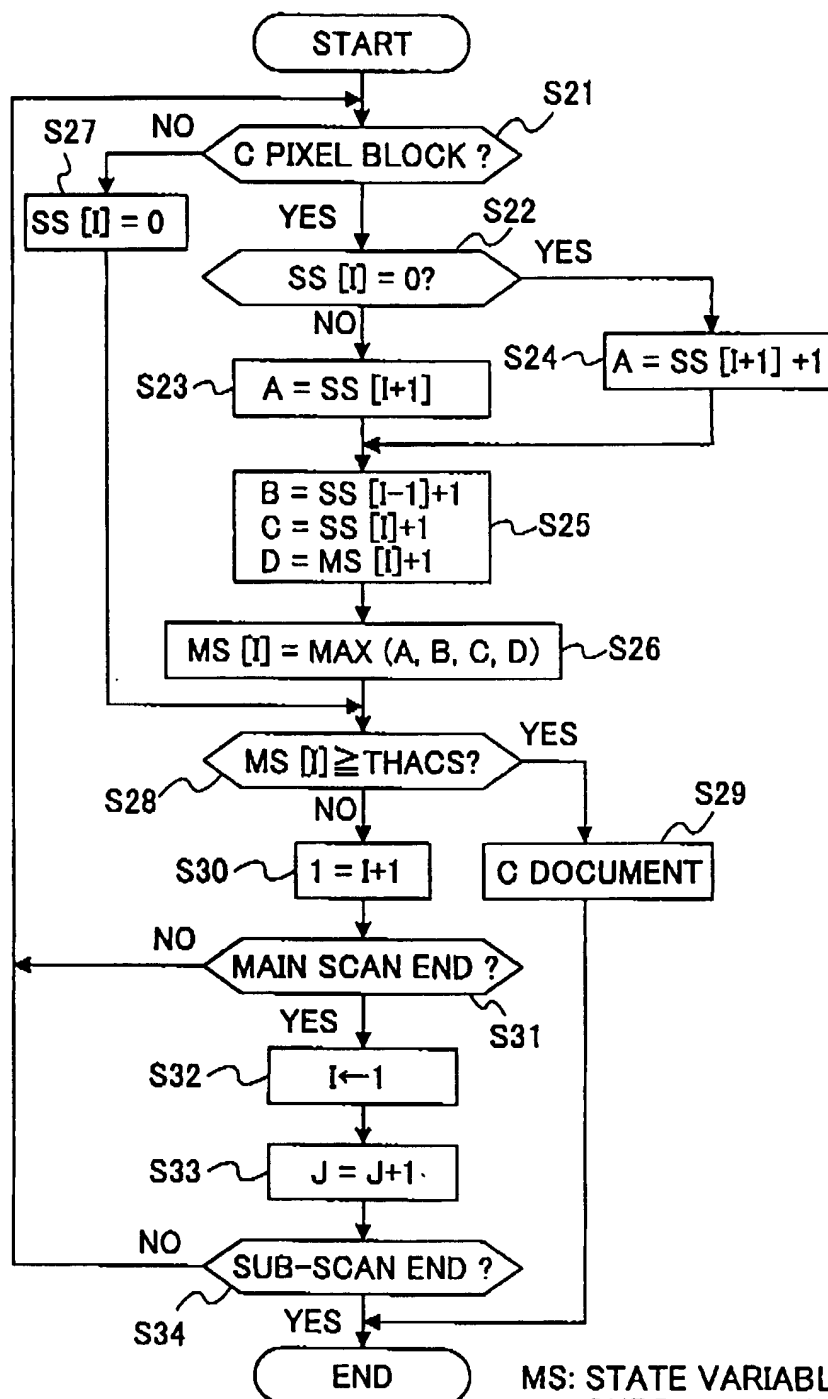 START
S21
NO
S27
C PIXEL BLOCK ?
SS [I] = 0
YES
S22
YES
SS [I] = 0?
NO
S24
A = SS [I+1] +1
S23
A = SS [I+1]
B = SS [I-1]+1
C = SS [I]+1
D = MS [I]+1
S25
MS [I] = MAX (A, B, C, D)
S26
YES
MS [I]≧THACS?
S28
NO
S29
S30
1 = I+1
C DOCUMENT
NO
MAIN SCAN END ?
YES
S31
S32
I←1
S33
J = J+1
NO
SUB-SCAN END ?
S34
YES
END
MS: STATE